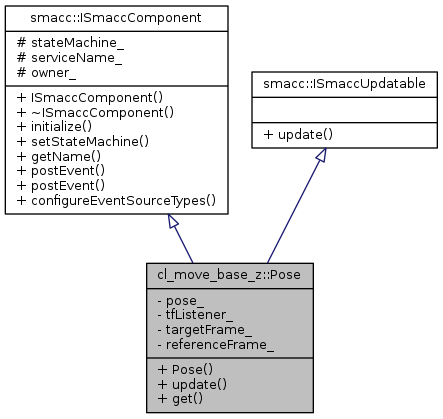 smacc::ISmaccComponent
# stateMachine_
# serviceName_
# owner_
+ ISmaccComponent()
+ ~ISmaccComponent()
+ initialize()
+ setStateMachine()
+ getName()
+ postEvent()
+ postEvent()
+ configureEventSourceTypes()
smacc::ISmaccUpdatable
+ update()
cl_move_base_z::Pose
- pose_
- tfListener_
- targetFrame_
- referenceFrame_
+ Pose()
+ update()
+ get()